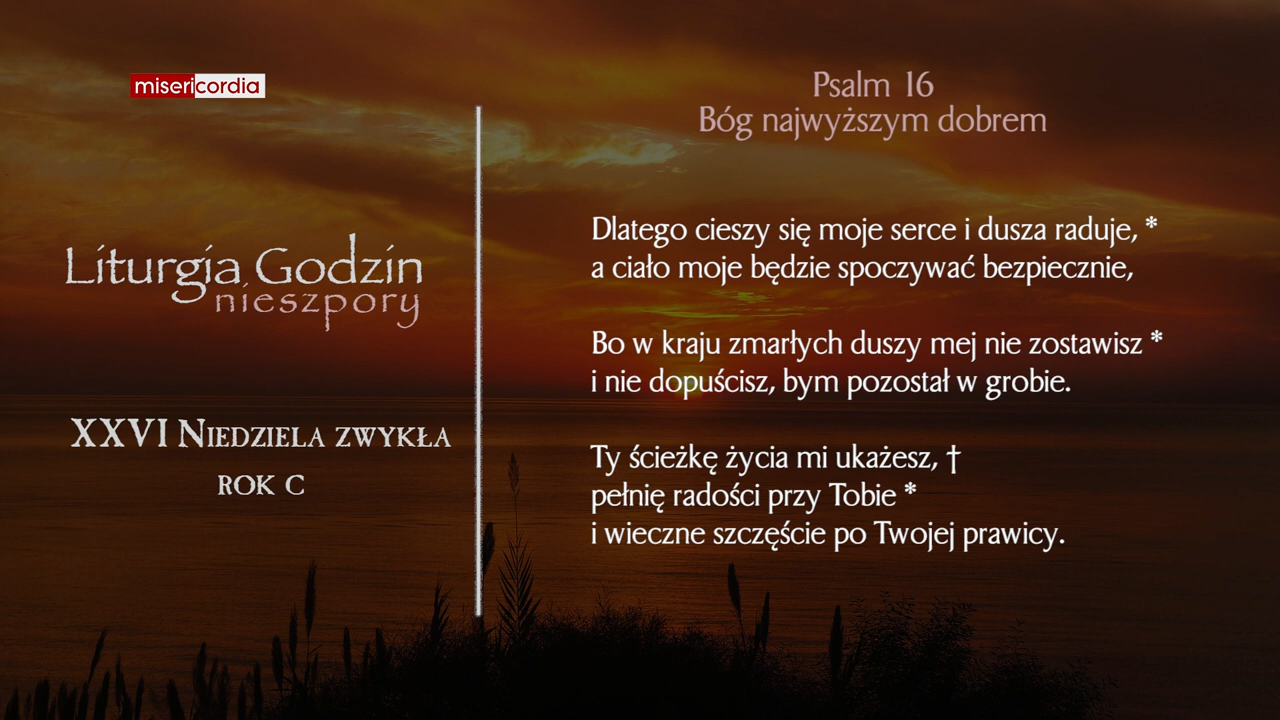 misericordia
Liturgia Godzin
nieszpory
XXVI Niedziela zwykła
rok C
Psalm 16
Bóg najwyższym dobrem
Dlatego cieszy się moje serce i dusza raduje, *
a ciało moje będzie spoczywać bezpiecznie,
Bo w kraju zmarłych duszy mej nie zostawisz *
i nie dopuścisz, bym pozostał w grobie.
Ty ścieżkę życia mi ukażesz, †
pełnię radości przy Tobie *
i wieczne szczęście po Twojej prawicy.